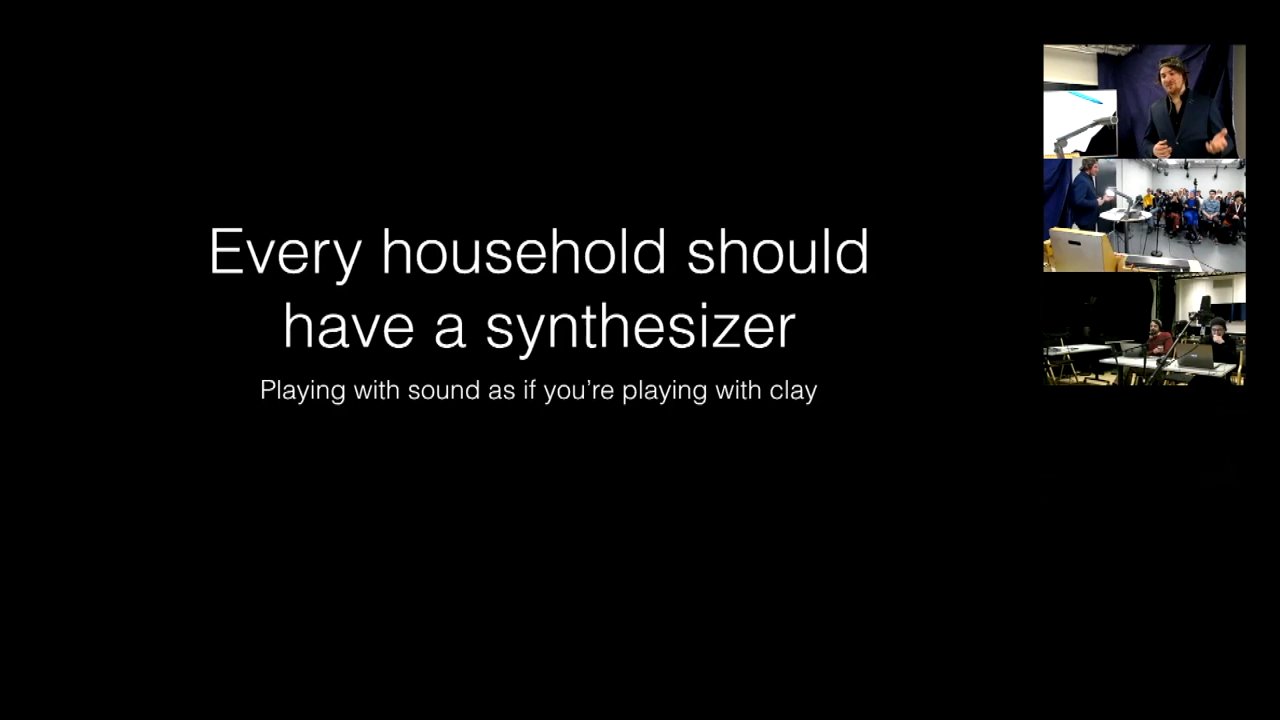 Every household should
have a synthesizer
Playing with sound as if you’re playing with clay